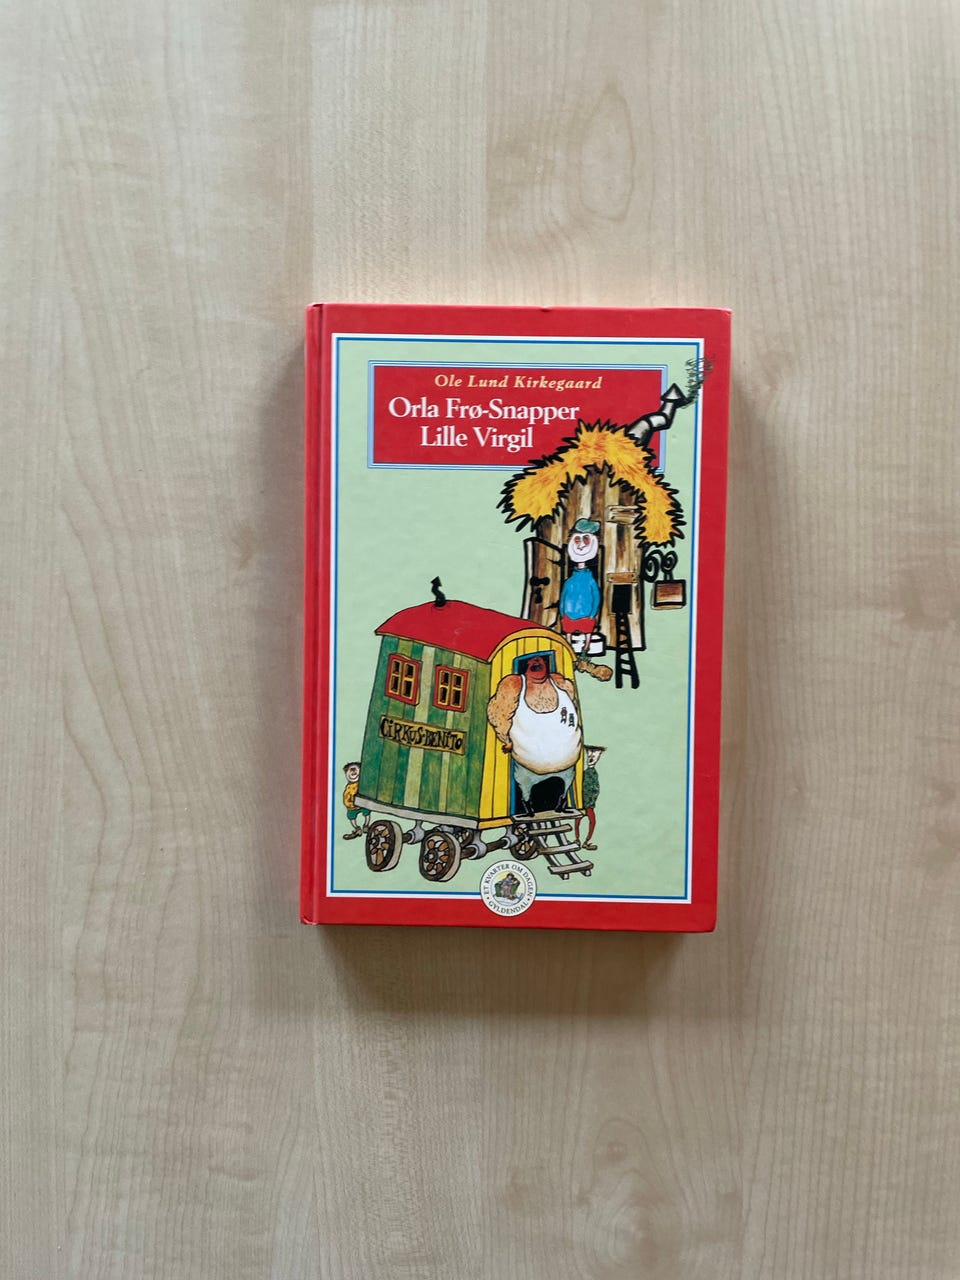 Ole Lund Kirkegaard
Orla Frø-Snapper
Lille Virgil
CIRKUS-BENITO
ET KVARTER OM DAGEN
GYLDENDAL